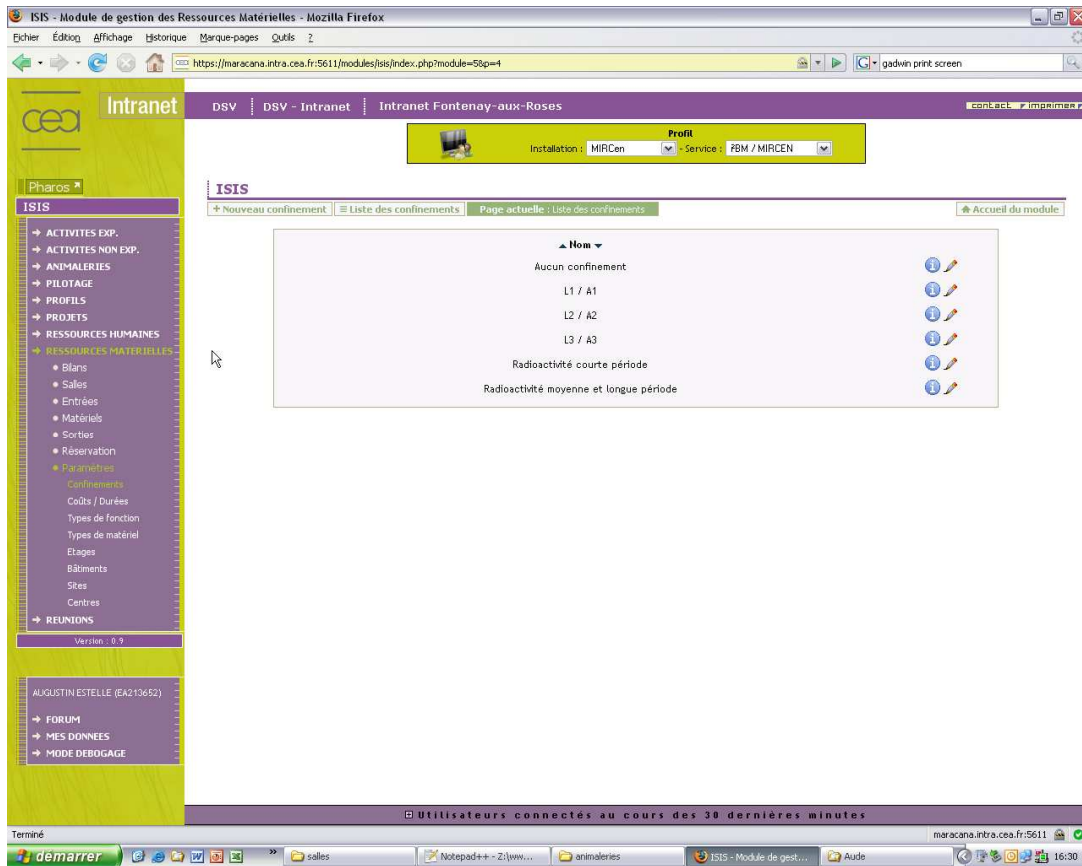 ISIS - Module de gestion des Ressources Matérielles - Mozilla Firefox
Fichier Édition Affichage Historique Marque-pages Outils ?
https://maracana.intra.cea.fr:5611/modules/isis/index.php?module=58&p=4
gadwin print screen
cea
Intranet
DSV DSV - Intranet Intranet Fontenay-aux-Roses
contact imprimer
Profil
Installation : MIRCen - Service : MIRCEN
Pharos
ISIS
+ Nouveau confinement Liste des confinements Page actuelle : Liste des confinements Accueil du module
Nom
Aucun confinement
L1 / A1
L2 / A2
L3 / A3
Radioactivité courte période
Radioactivité moyenne et longue période
ISIS
ACTIVITES EXP.
ACTIVITES NON EXP.
ANIMALERIES
PILOTAGE
PROFILS
PROJETS
RESSOURCES HUMAINES
RESSOURCES MATERIELLES
Bilans
Salles
Entrées
Matériels
Sorties
Réservation
Paramètres
Confinements
Coûts / Durées
Types de fonction
Types de matériel
Etages
Bâtiments
Sites
Centres
REUNIONS
Version : 0.9
AUGUSTIN ESTELLE (EA213652)
FORUM
MES DONNEES
MODE DEBOGAGE
Utilisateurs connectés au cours des 30 dernières minutes
Terminé
maracana.intra.cea.fr:5611
démarrer
»
salles
Notepad++ - Z:\ww...
animaleries
ISIS - Module de gest...
Aude
16:30